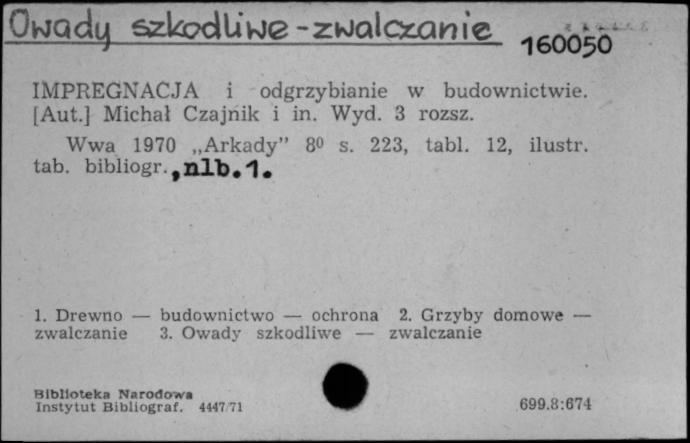 Owady szkodliwe - zwalczanie
160050
IMPREGNACJA i odgrzybianie w budownictwie.
[Aut.] Michał Czajnik i in. Wyd. 3 rozsz.
Wwa 1970 „Arkady” 8⁰ s. 223, tabl. 12, ilustr.
tab. bibliogr., nlb. 1.
1. Drewno — budownictwo — ochrona 2. Grzyby domowe —
zwalczanie 3. Owady szkodliwe — zwalczanie
Biblioteka Narodowa
Instytut Bibliograf. 4447/71
699.8:674